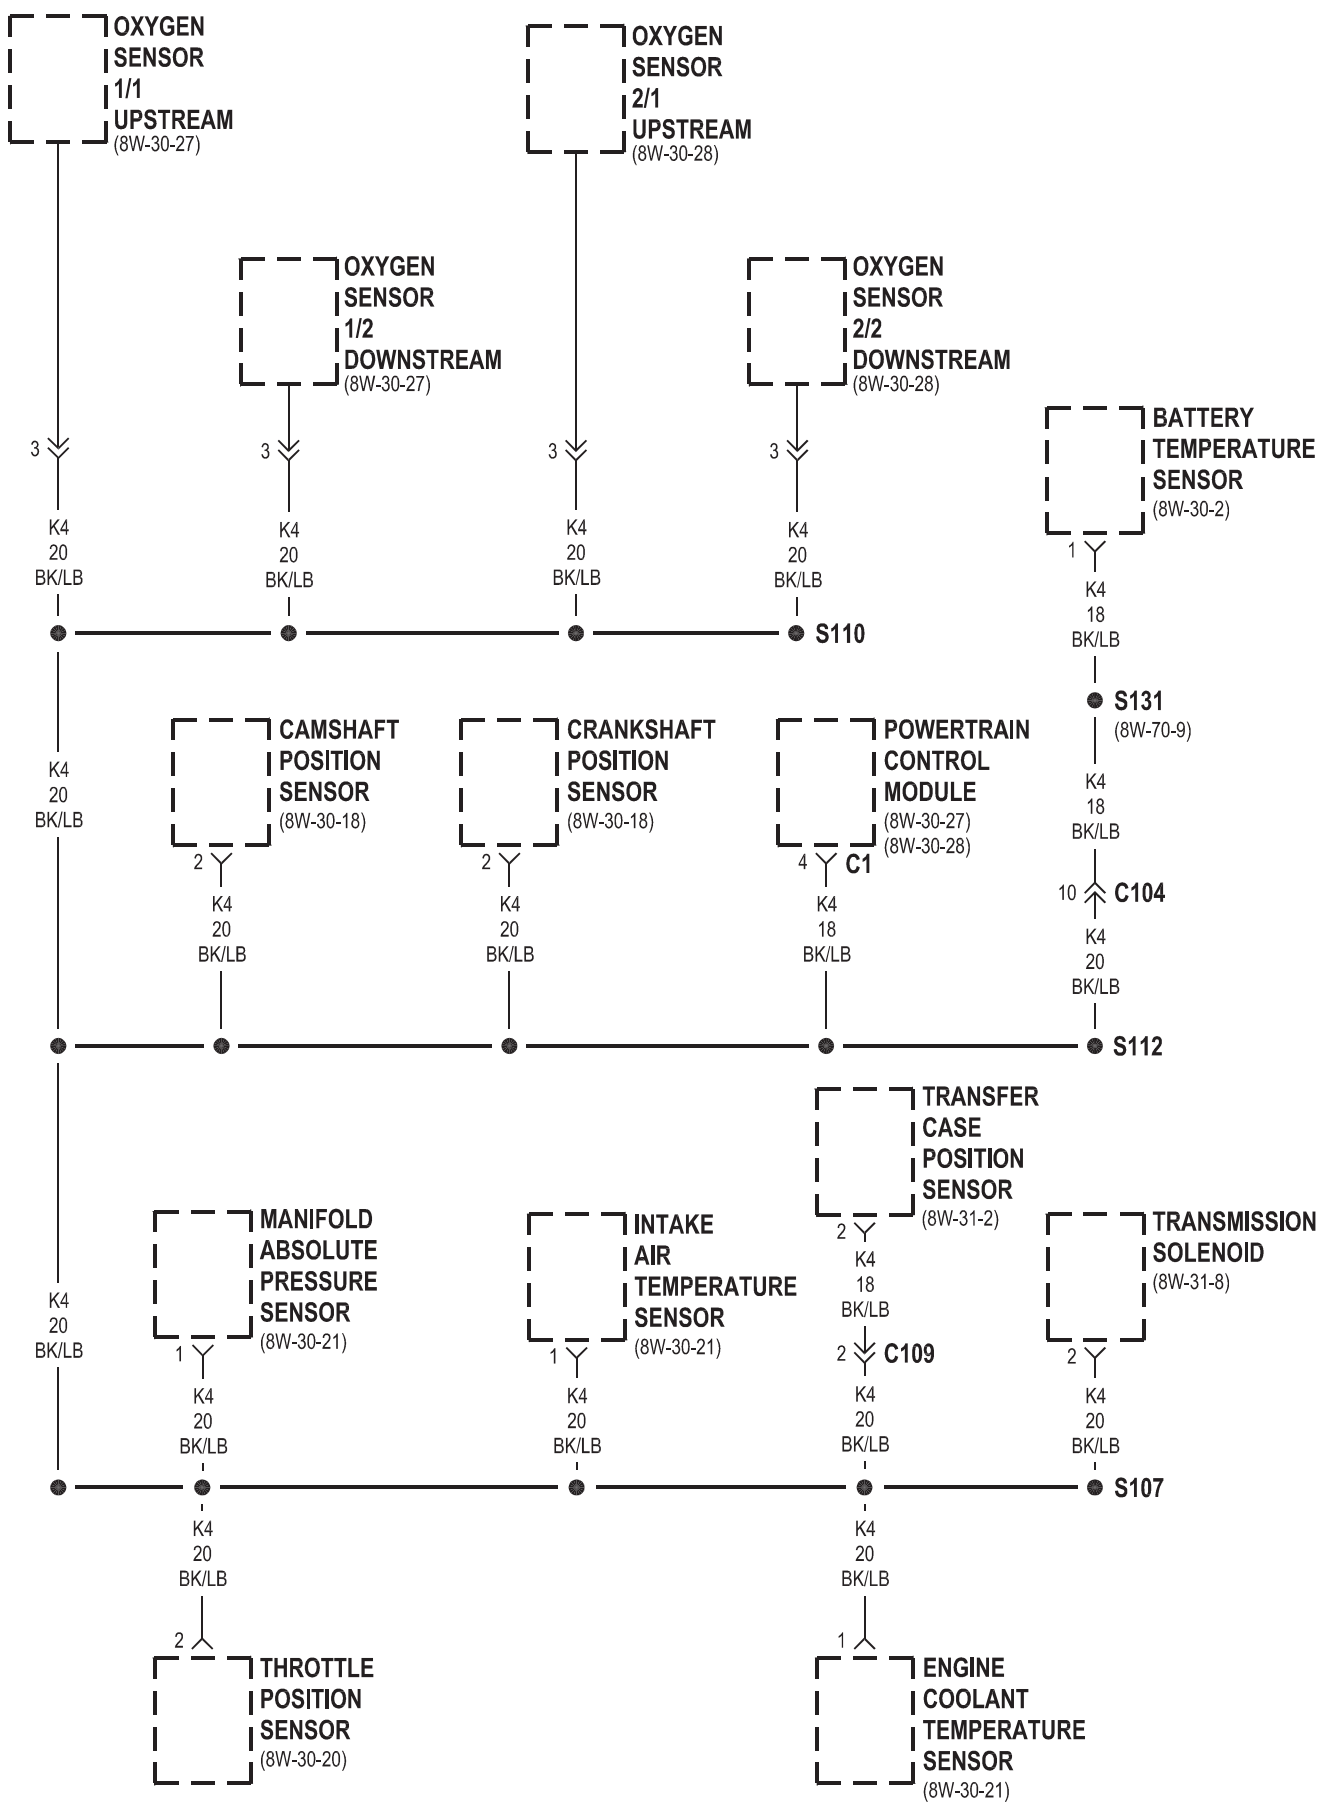 OXYGEN
SENSOR
1/1
UPSTREAM
(8W-30-27)
OXYGEN
SENSOR
2/1
UPSTREAM
(8W-30-28)
OXYGEN
SENSOR
1/2
DOWNSTREAM
(8W-30-27)
OXYGEN
SENSOR
2/2
DOWNSTREAM
(8W-30-28)
BATTERY
TEMPERATURE
SENSOR
(8W-30-2)
3
K4
20
BK/LB
3
K4
20
BK/LB
3
K4
20
BK/LB
3
K4
20
BK/LB
1
K4
18
BK/LB
S110
S131
(8W-70-9)
K4
20
BK/LB
CAMSHAFT
POSITION
SENSOR
(8W-30-18)
2
K4
20
BK/LB
CRANKSHAFT
POSITION
SENSOR
(8W-30-18)
2
K4
20
BK/LB
POWERTRAIN
CONTROL
MODULE
(8W-30-27)
(8W-30-28)
4
C1
K4
18
BK/LB
K4
18
BK/LB
10
C104
K4
20
BK/LB
S112
K4
20
BK/LB
MANIFOLD
ABSOLUTE
PRESSURE
SENSOR
(8W-30-21)
1
K4
20
BK/LB
INTAKE
AIR
TEMPERATURE
SENSOR
(8W-30-21)
1
K4
20
BK/LB
TRANSFER
CASE
POSITION
SENSOR
(8W-31-2)
2
K4
18
BK/LB
2
C109
K4
20
BK/LB
TRANSMISSION
SOLENOID
(8W-31-8)
2
K4
20
BK/LB
S107
K4
20
BK/LB
2
THROTTLE
POSITION
SENSOR
(8W-30-20)
K4
20
BK/LB
1
ENGINE
COOLANT
TEMPERATURE
SENSOR
(8W-30-21)